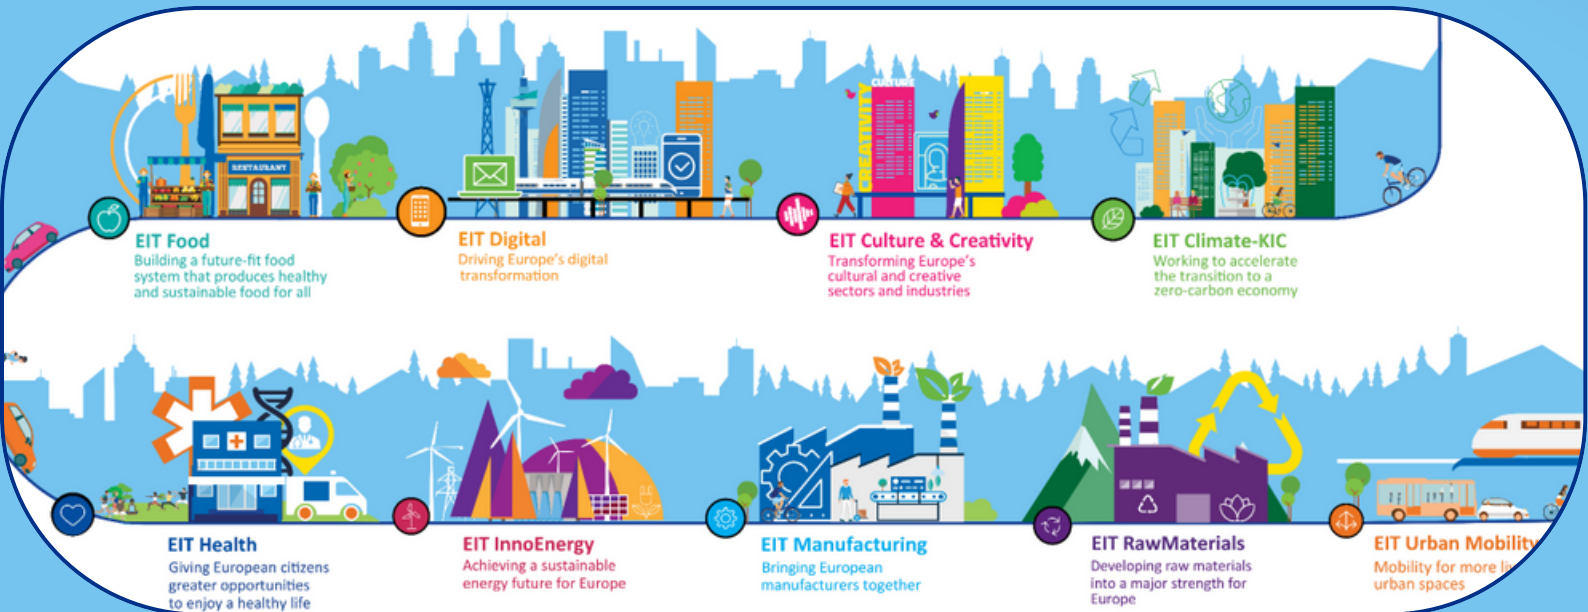 RESTAURANT
CREATIVITY
CULTURE
EIT Food
Building a future-fit food
system that produces healthy
and sustainable food for all
EIT Digital
Driving Europe's digital
transformation
EIT Culture & Creativity
Transforming Europe's
cultural and creative
sectors and industries
EIT Climate-KIC
Working to accelerate
the transition to a
zero-carbon economy
EIT Health
Giving European citizens
greater opportunities
to enjoy a healthy life
EIT InnoEnergy
Achieving a sustainable
energy future for Europe
EIT Manufacturing
Bringing European
manufacturers together
EIT RawMaterials
Developing raw materials
into a major strength for
Europe
EIT Urban Mobility
Mobility for more
urban spaces